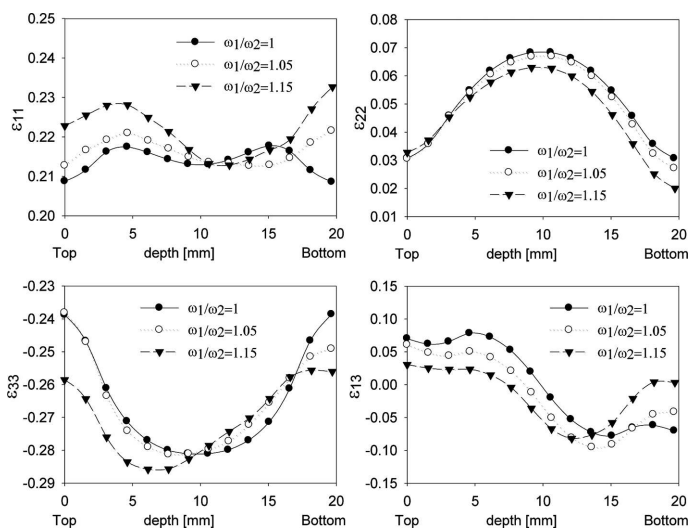 0.25
0.24
0.23
0.22
0.21
0.20
ε11
ω1/ω2=1
ω1/ω2=1.05
ω1/ω2=1.15
0 5 10 15 20
Top depth [mm] Bottom
0.08
0.07
0.06
0.05
0.04
0.03
0.02
0.01
ε22
ω1/ω2=1
ω1/ω2=1.05
ω1/ω2=1.15
0 5 10 15 20
Top depth [mm] Bottom
-0.23
-0.24
-0.25
-0.26
-0.27
-0.28
-0.29
ε33
ω1/ω2=1
ω1/ω2=1.05
ω1/ω2=1.15
0 5 10 15 20
Top depth [mm] Bottom
0.15
0.10
0.05
0.00
-0.05
-0.10
-0.15
ε13
ω1/ω2=1
ω1/ω2=1.05
ω1/ω2=1.15
0 5 10 15 20
Top depth [mm] Bottom